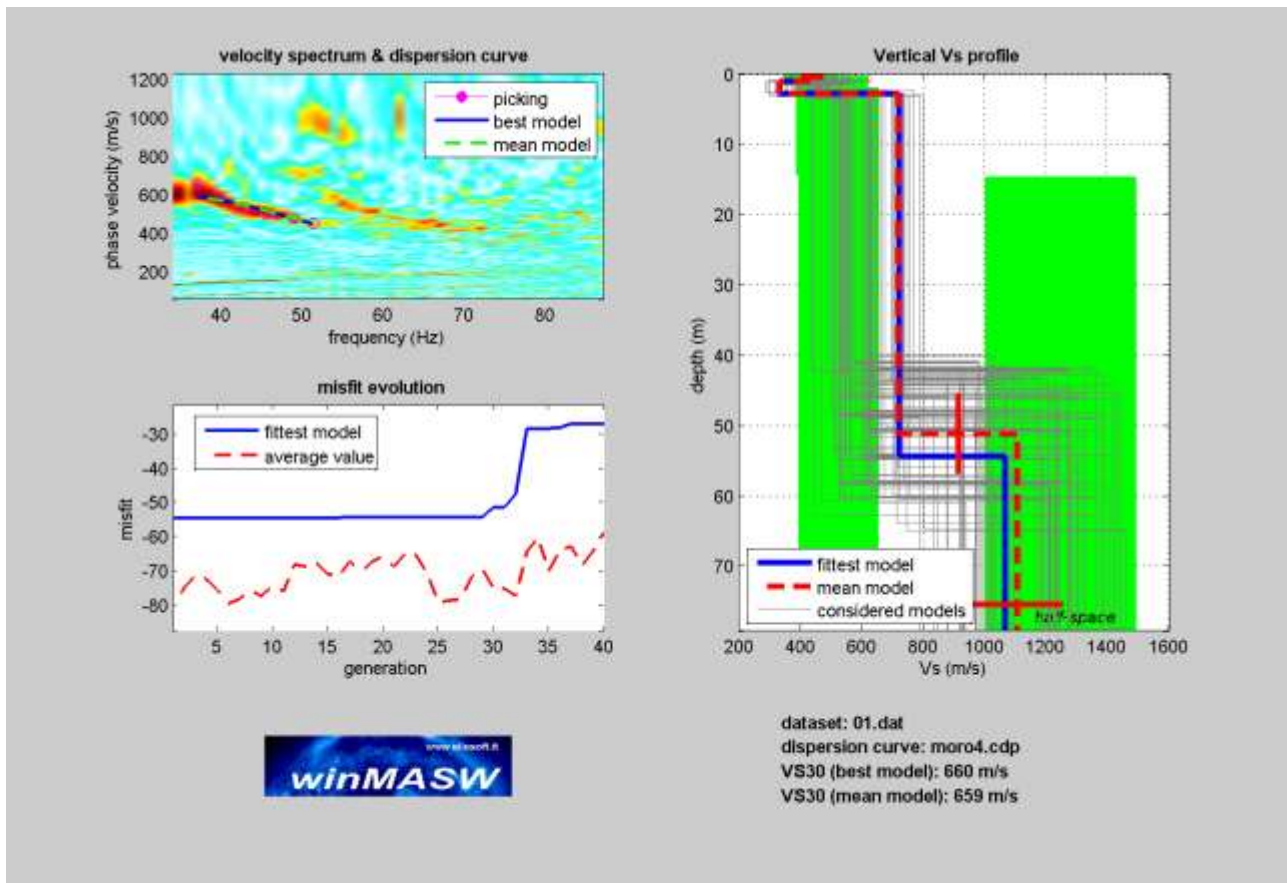 velocity spectrum & dispersion curve
1200
1000
800
600
400
200
phase velocity (m/s)
picking
best model
mean model
40 50 60 70 80
frequency (Hz)
misfit evolution
-30
-40
-50
-60
-70
-80
misfit
fittest model
average value
5 10 15 20 25 30 35 40
generation
Vertical Vs profile
0
10
20
30
40
50
60
70
depth (m)
fittest model
mean model
considered models
half-space
200 400 600 800 1000 1200 1400 1600
Vs (m/s)
winMASW
dataset: 01.dat
dispersion curve: moro4.cdp
VS30 (best model): 660 m/s
VS30 (mean model): 659 m/s